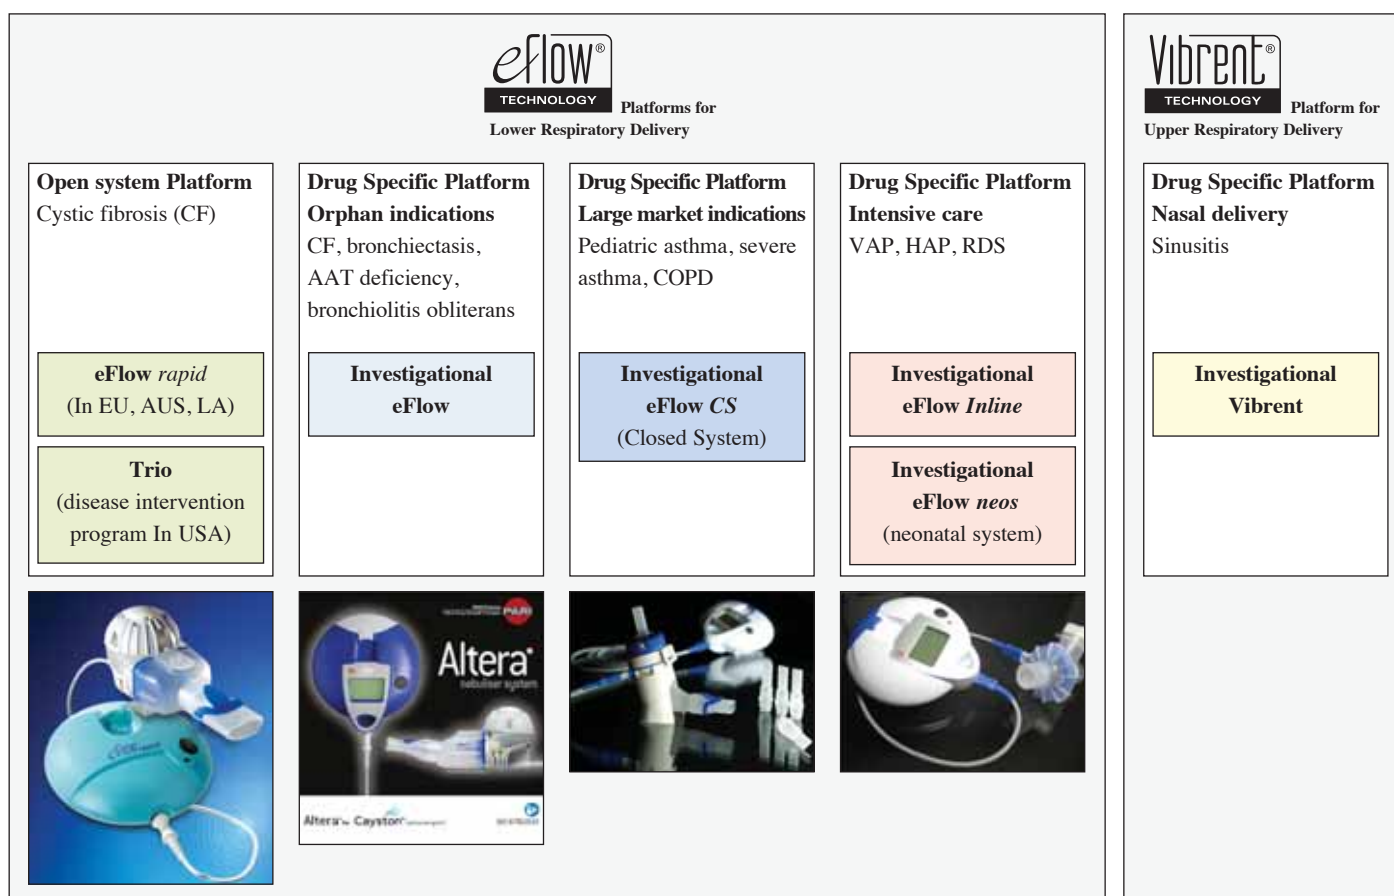 eFlow®
TECHNOLOGY
Platforms for
Lower Respiratory Delivery
Open system Platform
Cystic fibrosis (CF)
eFlow rapid
(In EU, AUS, LA)
Trio
(disease intervention
program In USA)
Drug Specific Platform
Orphan indications
CF, bronchiectasis,
AAT deficiency,
bronchiolitis obliterans
Investigational
eFlow
PARI
Altera
nebuliser system
Altera for Cayston
Drug Specific Platform
Large market indications
Pediatric asthma, severe
asthma, COPD
Investigational
eFlow CS
(Closed System)
Drug Specific Platform
Intensive care
VAP, HAP, RDS
Investigational
eFlow Inline
Investigational
eFlow neos
(neonatal system)
Vibrent®
TECHNOLOGY
Platform for
Upper Respiratory Delivery
Drug Specific Platform
Nasal delivery
Sinusitis
Investigational
Vibrent